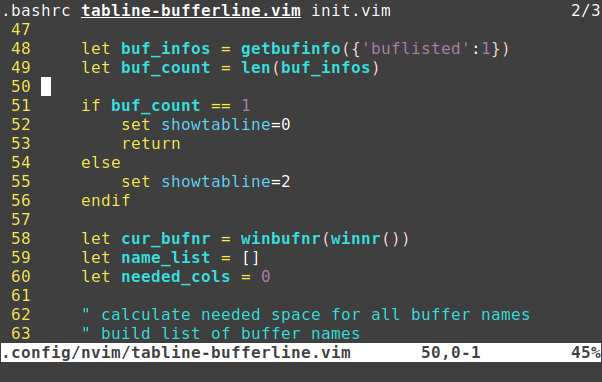 .bashrc tabline-bufferline.vim init.vim 2/3
47
48 let buf_infos = getbufinfo({'buflisted':1})
49 let buf_count = len(buf_infos)
50
51 if buf_count == 1
52 set showtabline=0
53 return
54 else
55 set showtabline=2
56 endif
57
58 let cur_bufnr = winbufnr(winnr())
59 let name_list = []
60 let needed_cols = 0
61
62 " calculate needed space for all buffer names
63 " build list of buffer names
.config/nvim/tabline-bufferline.vim 50,0-1 45%